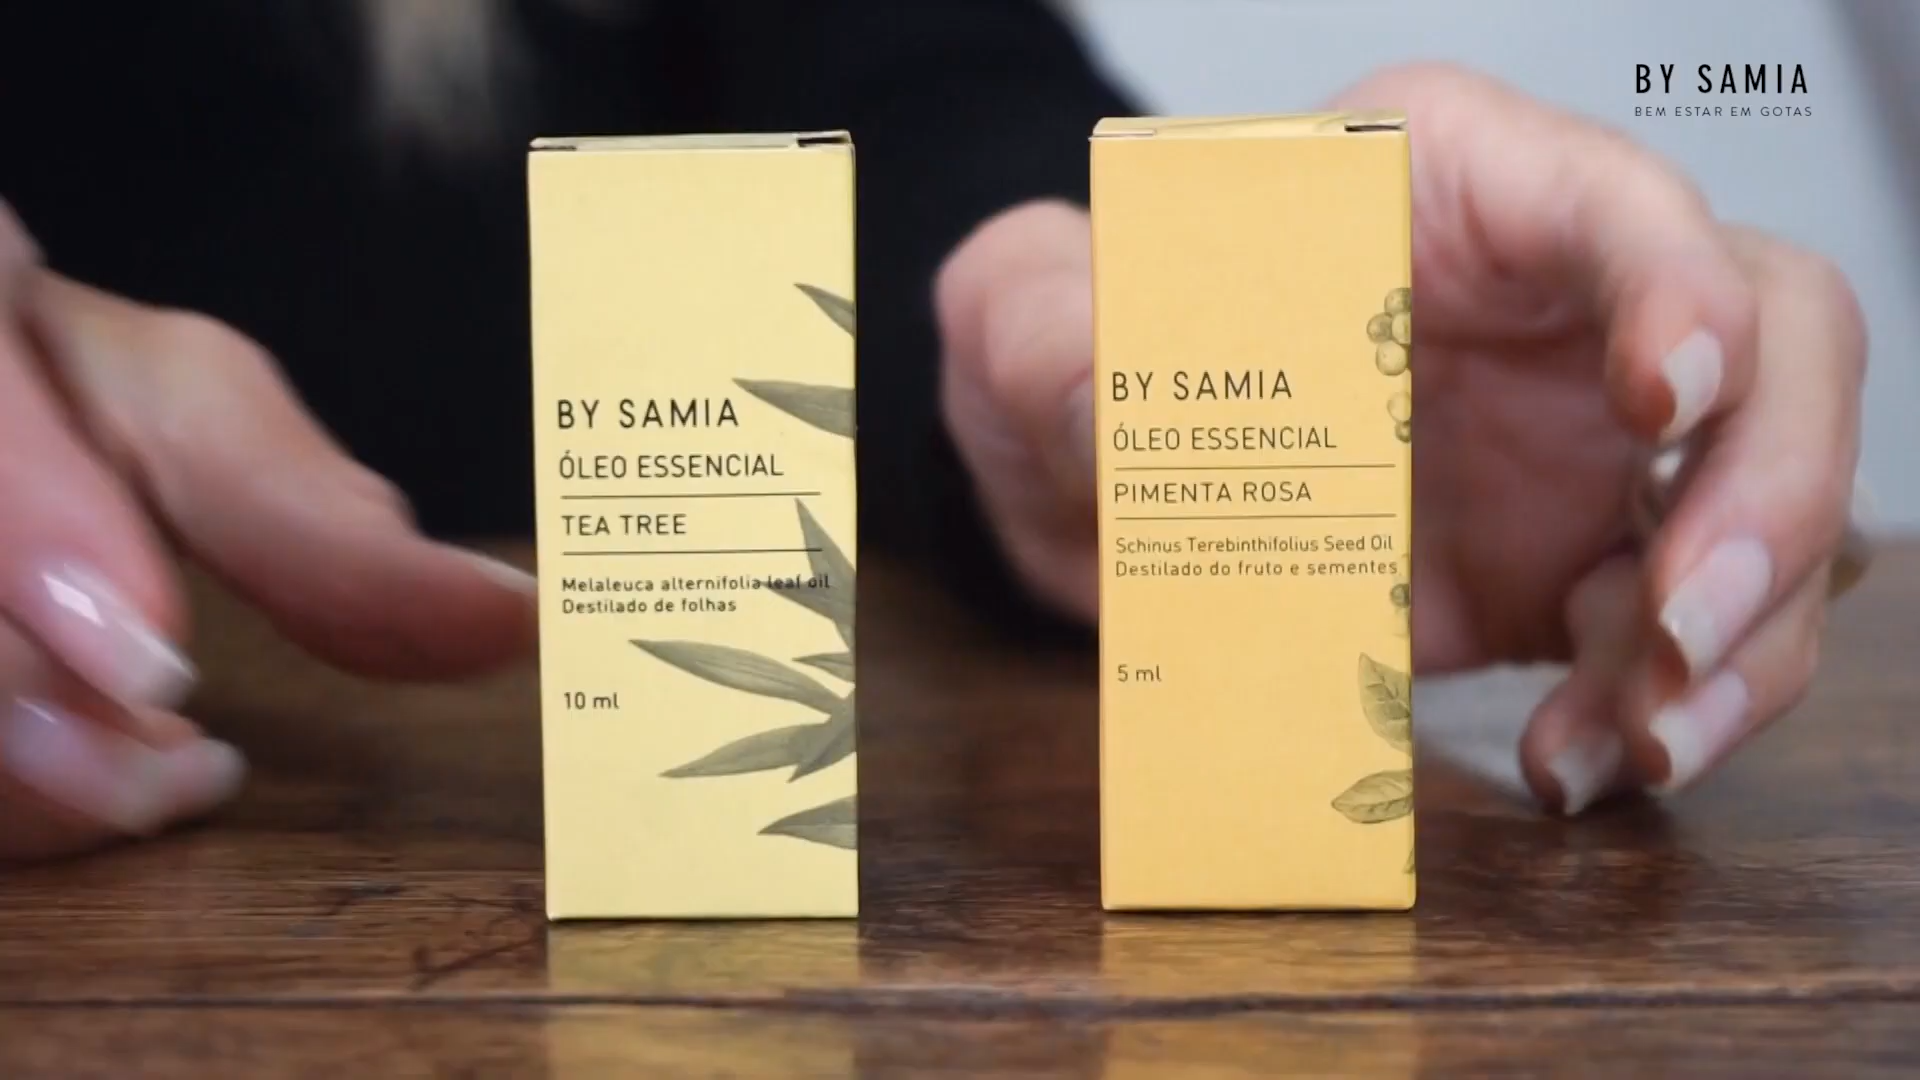 BY SAMIA
BEM ESTAR EM GOTAS
BY SAMIA
ÓLEO ESSENCIAL
TEA TREE
Melaleuca alternifolia leaf oil
Destilado de folhas
10 ml
BY SAMIA
ÓLEO ESSENCIAL
PIMENTA ROSA
Schinus Terebinthifolius Seed Oil
Destilado do fruto e sementes
5 ml